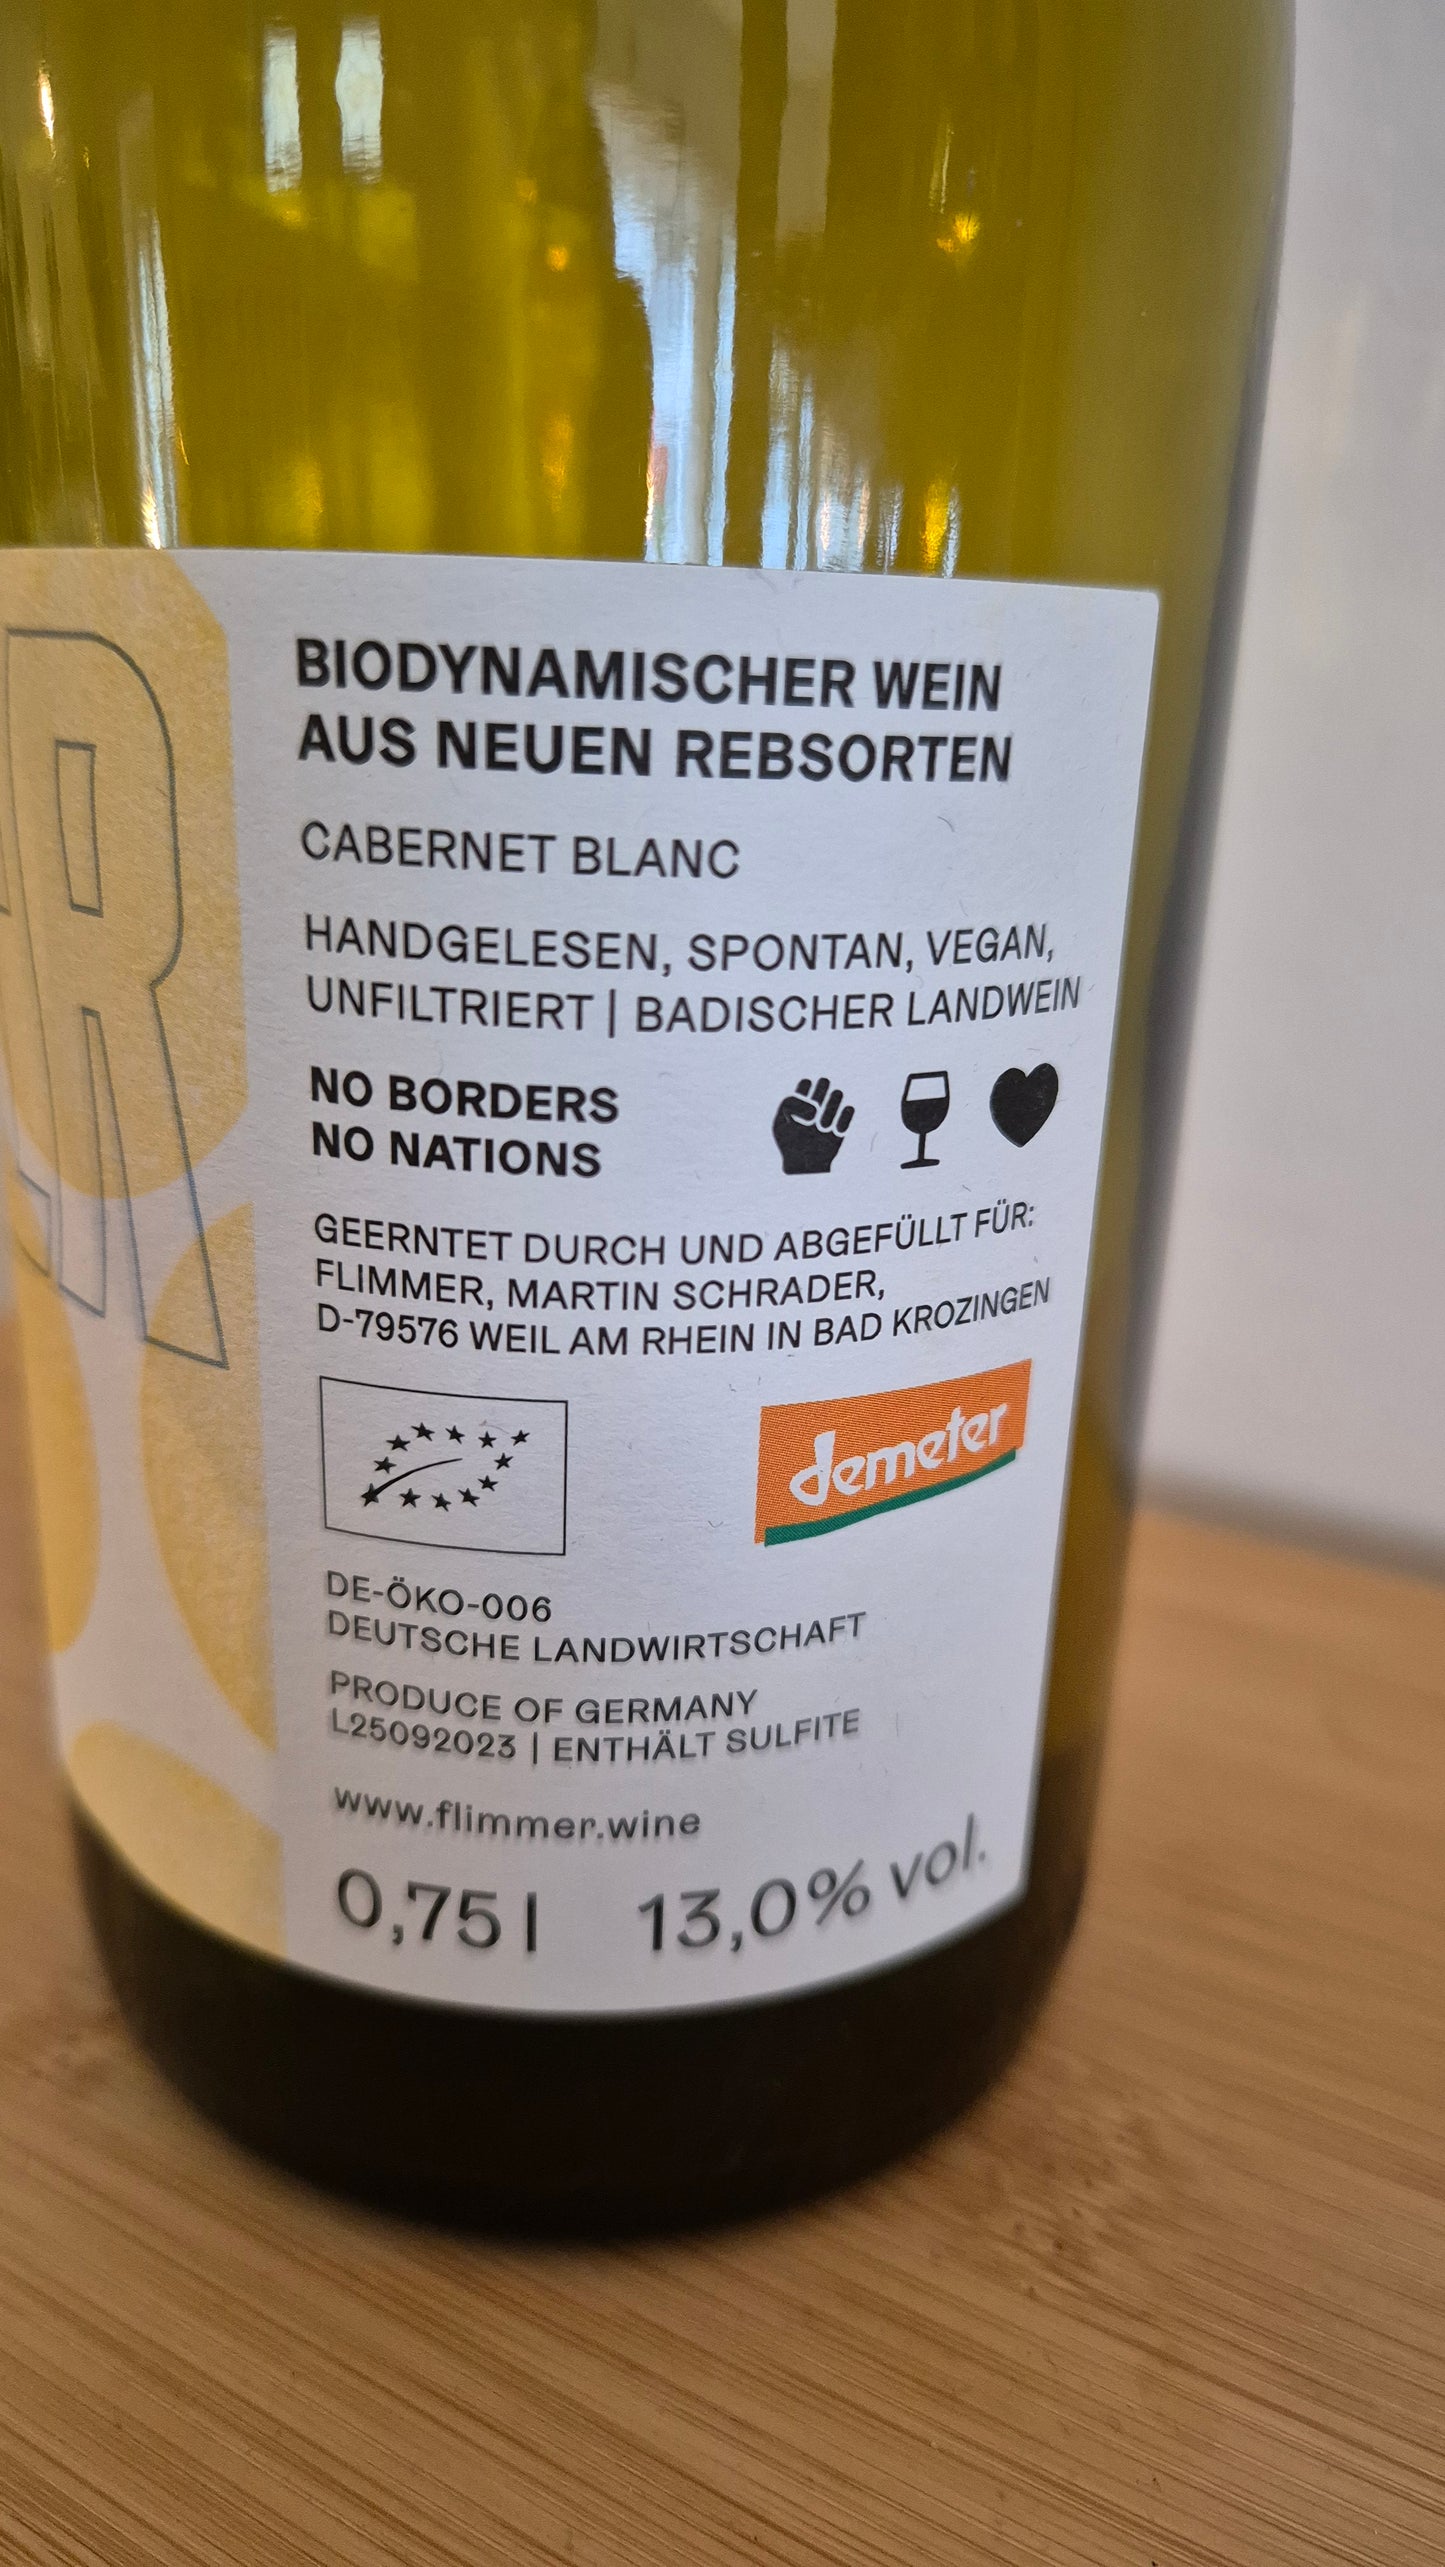 R
BIODYNAMISCHER WEIN
AUS NEUEN REBSORTEN
CABERNET BLANC
HANDGELESEN, SPONTAN, VEGAN,
UNFILTRIERT | BADISCHER LANDWEIN
NO BORDERS
NO NATIONS
GEERNTET DURCH UND ABGEFÜLLT FÜR:
FLIMMER, MARTIN SCHRADER,
D-79576 WEIL AM RHEIN IN BAD KROZINGEN
demeter
DE-ÖKO-006
DEUTSCHE LANDWIRTSCHAFT
PRODUCE OF GERMANY
L25092023 | ENTHÄLT SULFITE
www.flimmer.wine
0,75 l 13,0% vol.